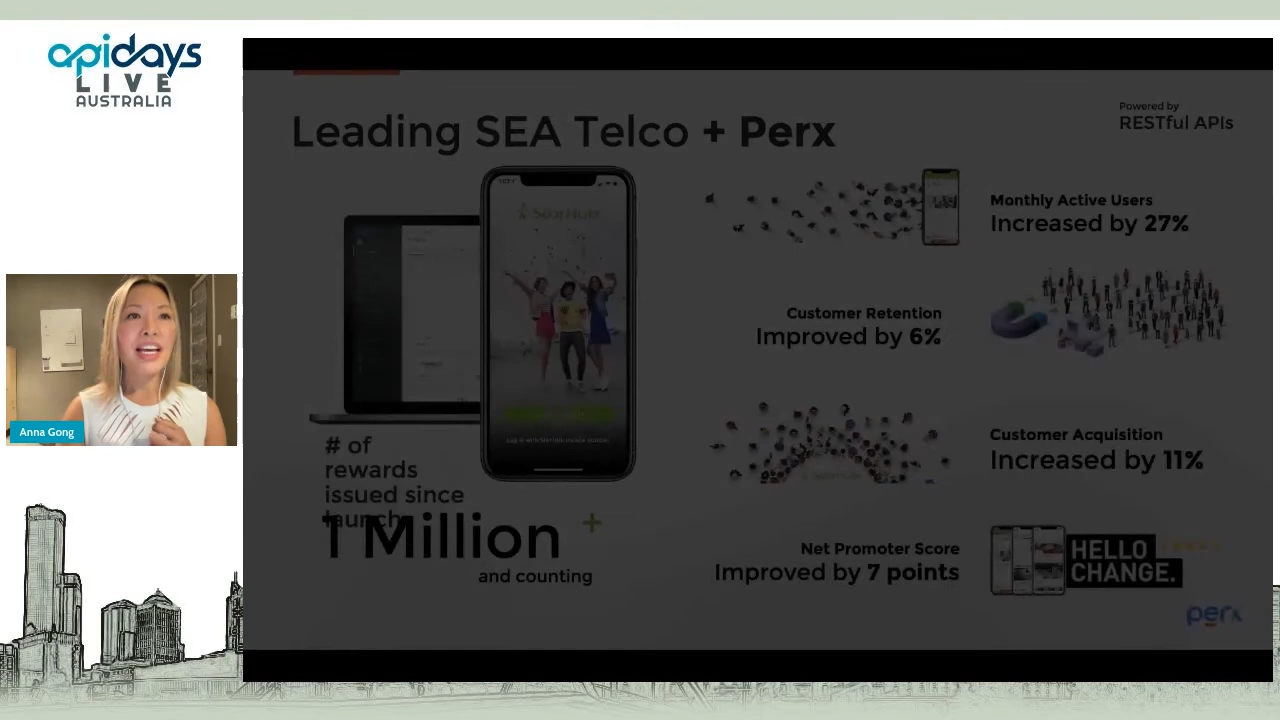 apidays
LIVE
AUSTRALIA
Leading SEA Telco + Perx
Powered by
RESTful APIs
StarHub
Monthly Active Users
Increased by 27%
Customer Retention
Improved by 6%
# of
rewards
issued since
launch
1 Million +
and counting
Customer Acquisition
Increased by 11%
Net Promoter Score
Improved by 7 points
HELLO
CHANGE.
perx
Anna Gong